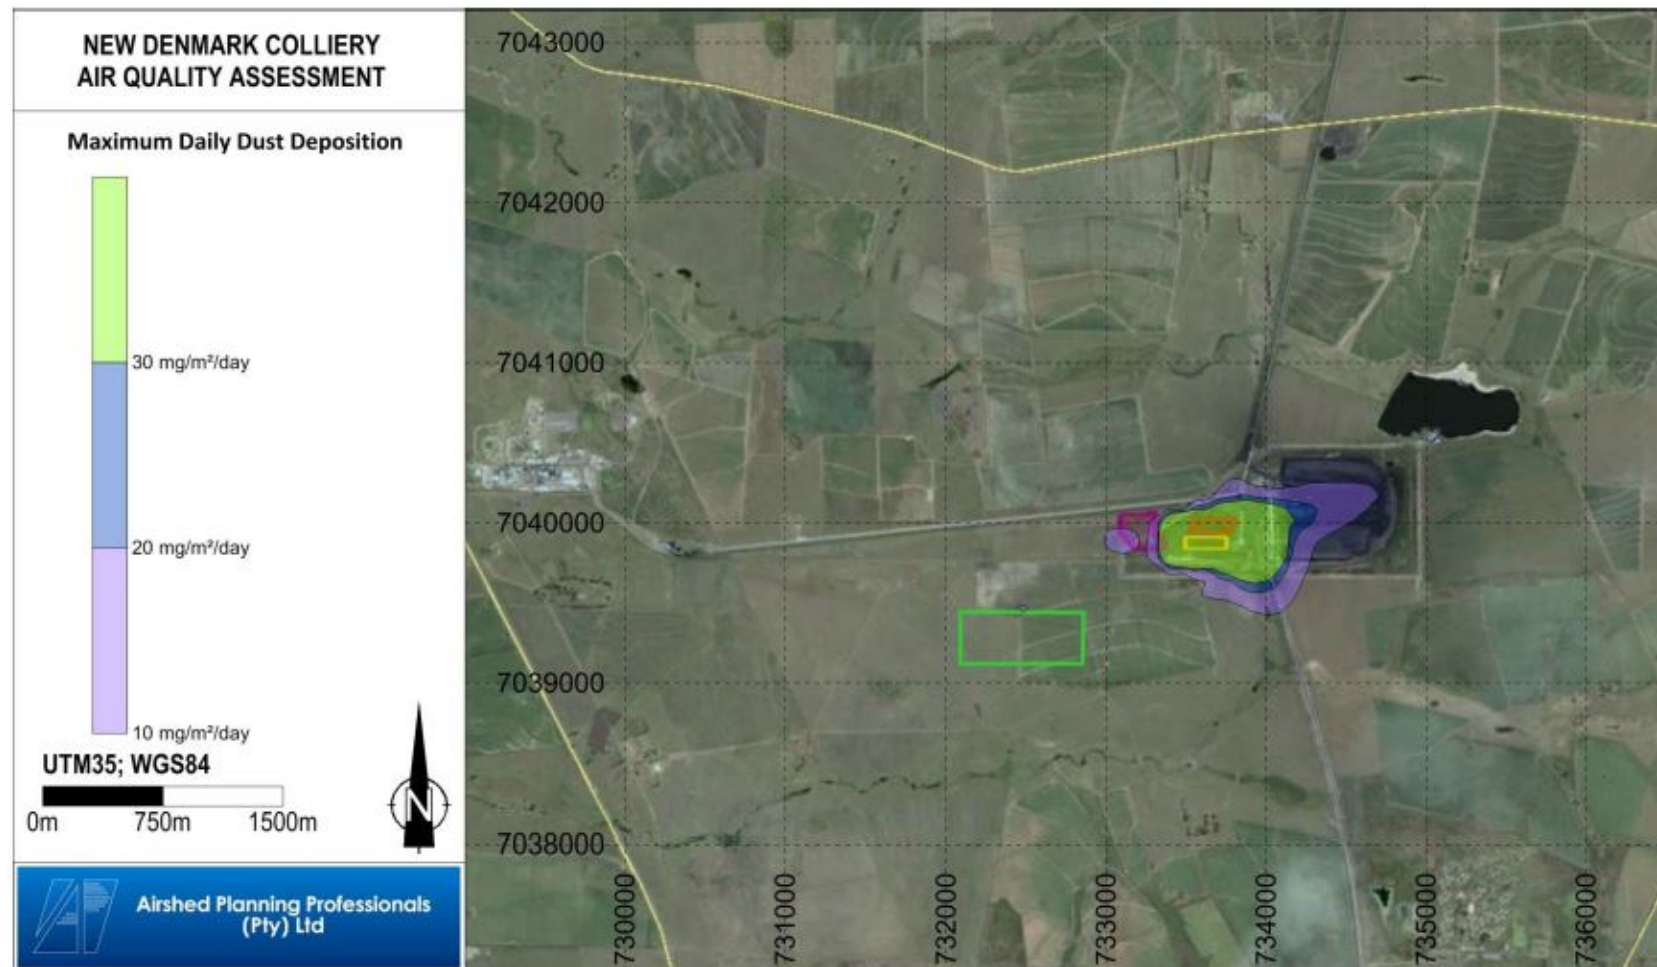 NEW DENMARK COLLIERY
AIR QUALITY ASSESSMENT
Maximum Daily Dust Deposition
30 mg/m²/day
20 mg/m²/day
10 mg/m²/day
UTM35; WGS84
0m 750m 1500m
N
Airshed Planning Professionals
(Pty) Ltd
7043000
7042000
7041000
7040000
7039000
7038000
730000
731000
732000
733000
734000
735000
736000